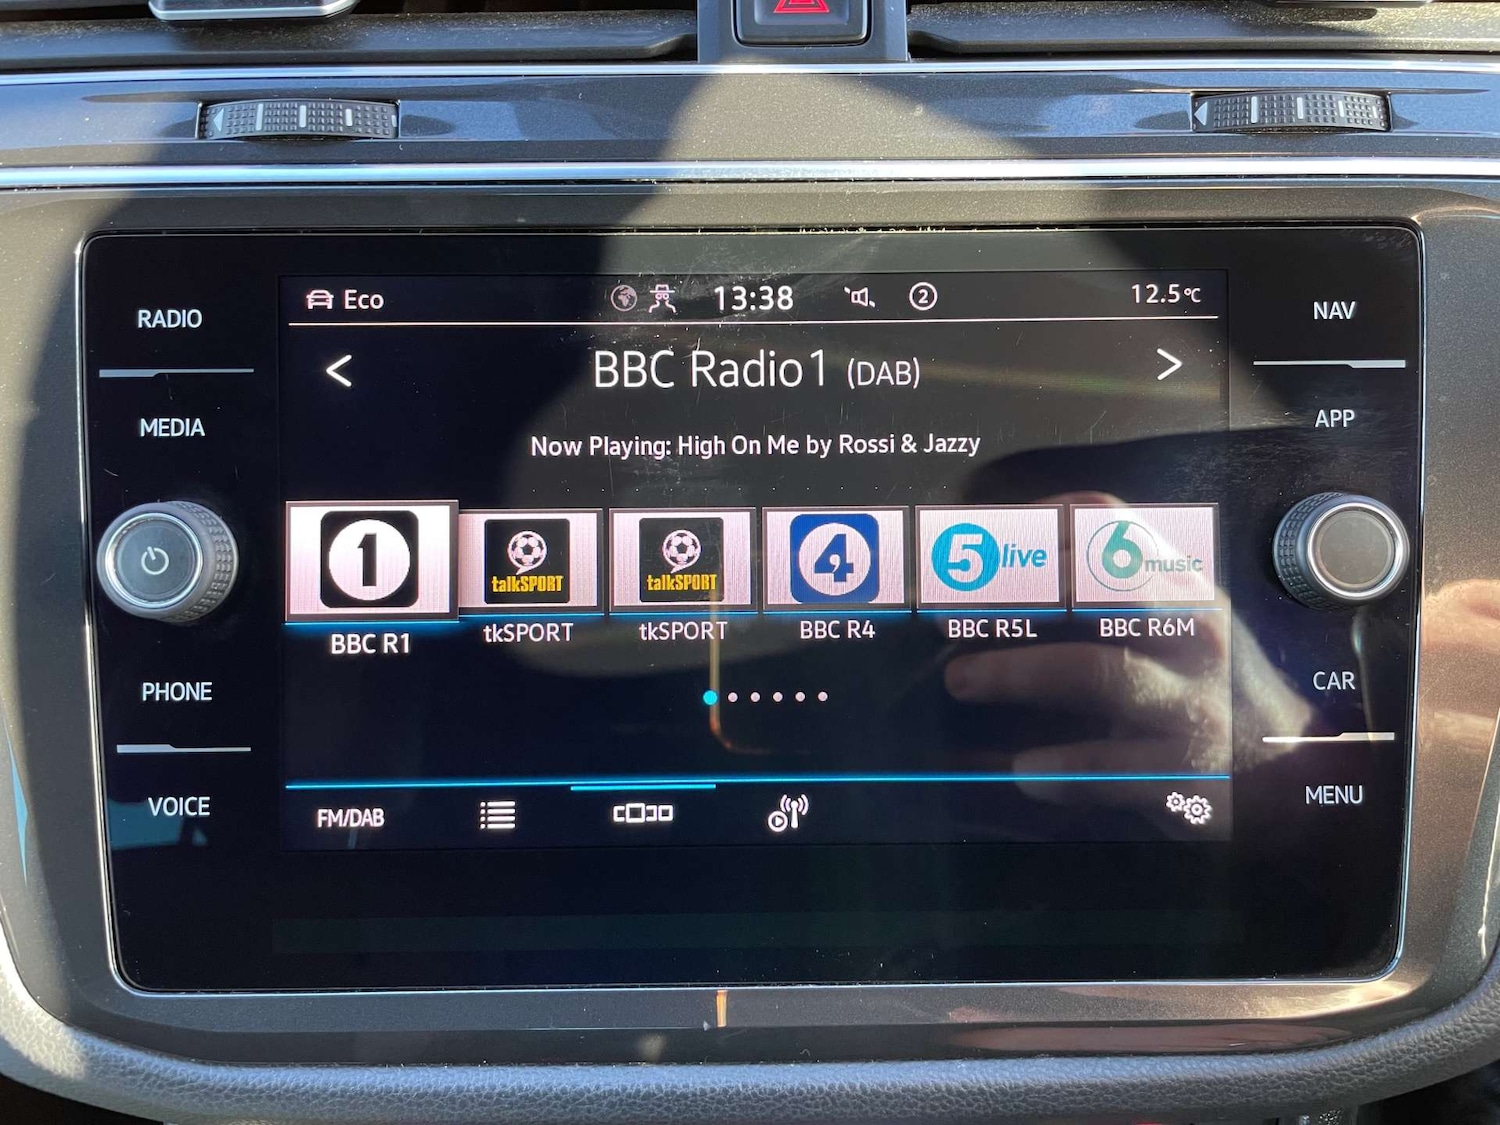 RADIO
MEDIA
PHONE
VOICE
Eco
13:38
2
12.5°C
< BBC Radio 1 (DAB) >
Now Playing: High On Me by Rossi & Jazzy
1
talkSPORT
talkSPORT
4
5 live
6 music
BBC R1
tkSPORT
tkSPORT
BBC R4
BBC R5L
BBC R6M
FM/DAB
NAV
APP
CAR
MENU